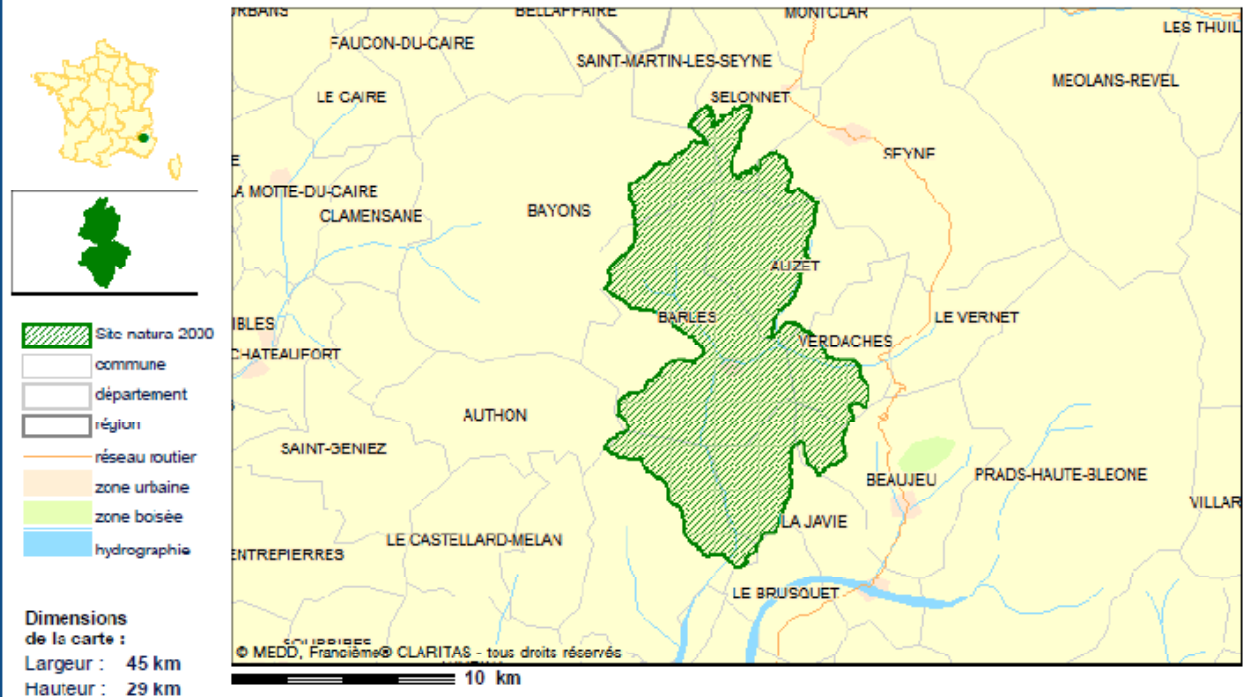 BELLAFFAIRE
MONTCLAR
LES THUIL
FAUCON-DU-CAIRE
SAINT-MARTIN-LES-SEYNE
MEOLANS-REVEL
LE CAIRE
SELONNET
SEYNE
LA MOTTE-DU-CAIRE
CLAMENSANE
BAYONS
AUZET
BARLES
LE VERNET
VERDACHES
IBLES
CHATEAUFORT
AUTHON
SAINT-GENIEZ
BEAUJEU
PRADS-HAUTE-BLEONE
VILLAR
LA JAVIE
LE CASTELLARD-MELAN
ENTREPIERRES
LE BRUSQUET
© MEDD, Francième® CLARITAS - tous droits réservés
10 km
Site natura 2000
commune
département
région
réseau routier
zone urbaine
zone boisée
hydrographie
Dimensions
de la carte :
Largeur : 45 km
Hauteur : 29 km